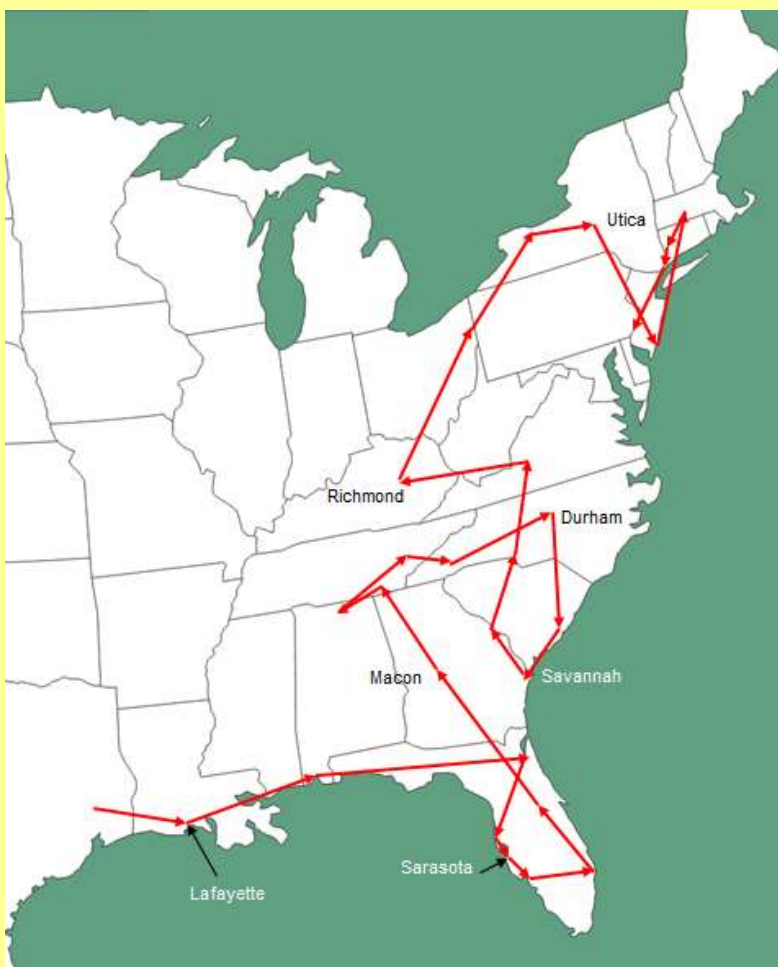 Utica
Richmond
Durham
Macon
Savannah
Sarasota
Lafayette